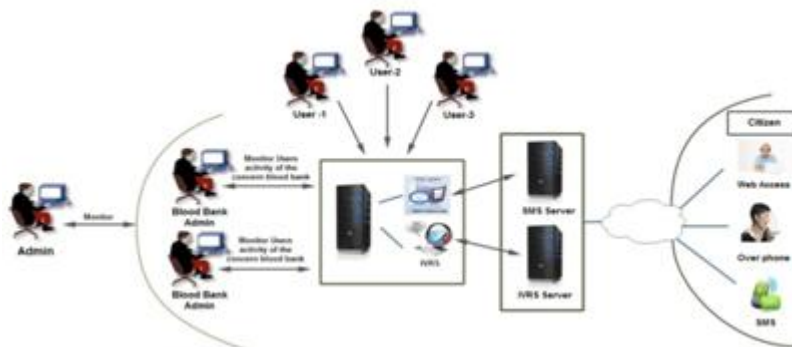 User-2
User -1
User-3
Citizen
Monitor Users
activity of the
concern blood bank
Web Access
Blood Bank
Admin
SMS Server
Monitor
Admin
Monitor Users
activity of the
concern blood bank
IVRS
Over phone
Blood Bank
Admin
IVRS Server
SMS